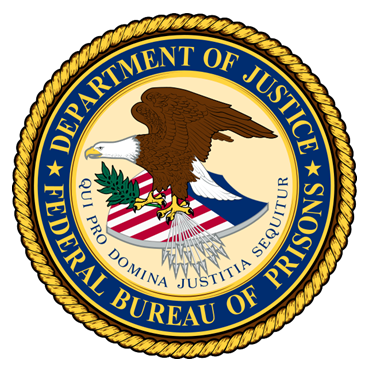 DEPARTMENT OF JUSTICE
QUI PRO DOMINA JUSTITIA SEQUITUR
FEDERAL BUREAU OF PRISONS